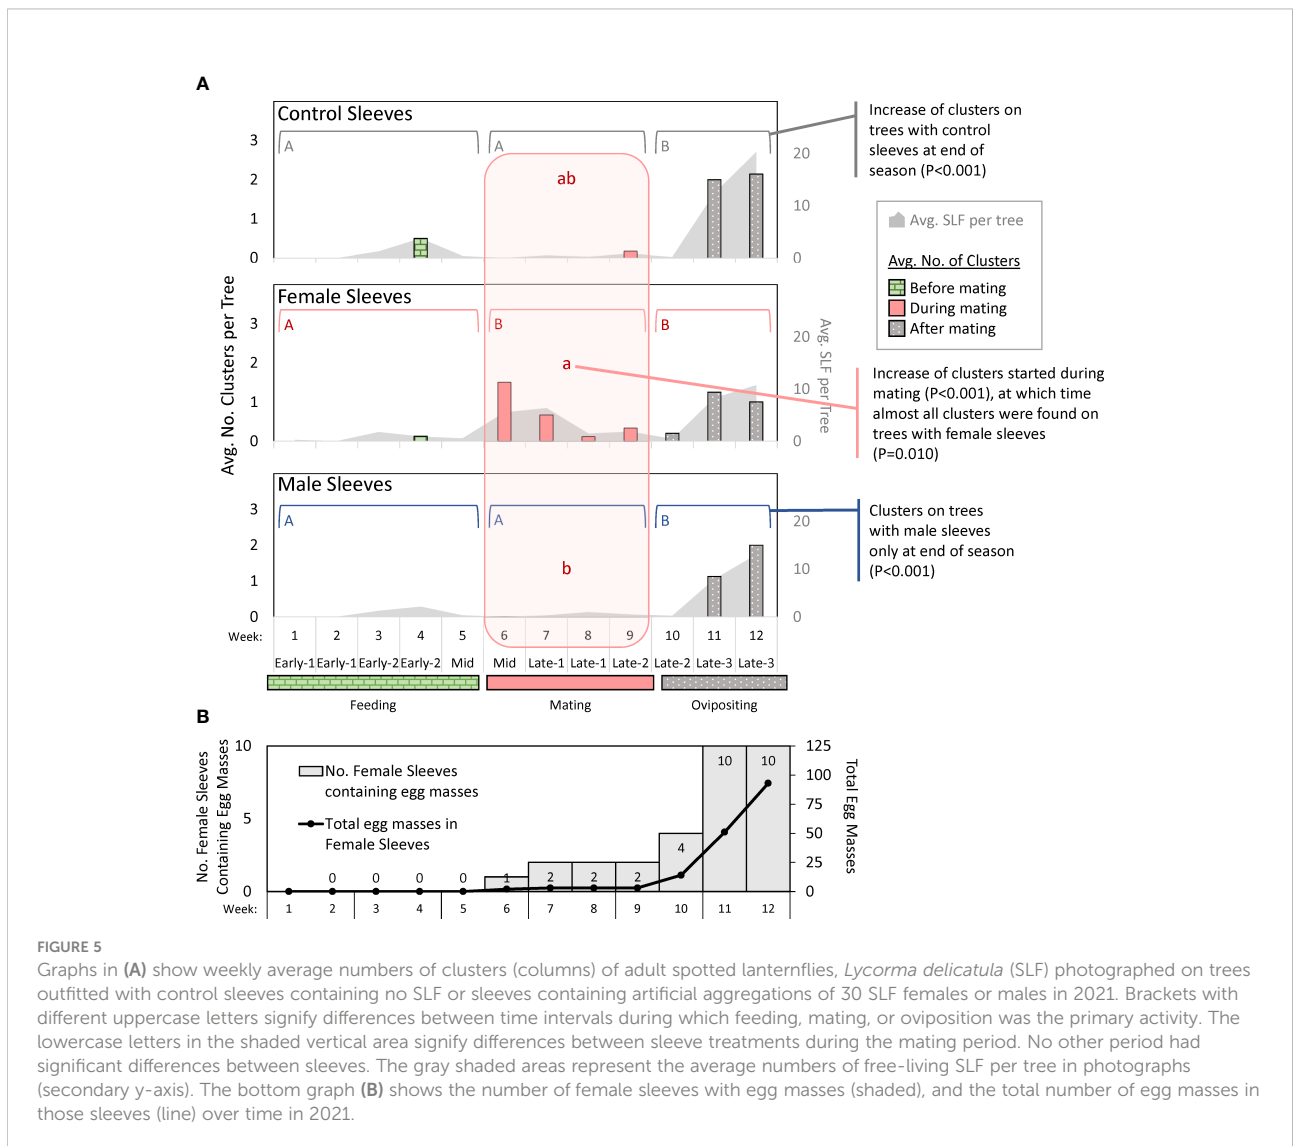 A
Control Sleeves
3
2
1
0
A
A
B
ab
20
10
0
Increase of clusters on
trees with control
sleeves at end of
season (P<0.001)
Avg. SLF per tree
Avg. No. of Clusters
Before mating
During mating
After mating
Avg. No. Clusters per Tree
Female Sleeves
3
2
1
0
A
B
B
a
20
10
0
Avg. SLF per Tree
Increase of clusters started during
mating (P<0.001), at which time
almost all clusters were found on
trees with female sleeves
(P=0.010)
Male Sleeves
3
2
1
0
A
A
B
b
20
10
0
Clusters on trees
with male sleeves
only at end of season
(P<0.001)
Week: 1 2 3 4 5 6 7 8 9 10 11 12
Early-1 Early-1 Early-2 Early-2 Mid Mid Late-1 Late-1 Late-2 Late-2 Late-3 Late-3
Feeding Mating Ovipositing
B
No. Female Sleeves
Containing Egg Masses
10
5
0
No. Female Sleeves
containing egg masses
Total egg masses in
Female Sleeves
0 0 0 0 1 2 2 2 4 10 10
125
100
75
50
25
0
Total Egg Masses
Week: 1 2 3 4 5 6 7 8 9 10 11 12
FIGURE 5
Graphs in (A) show weekly average numbers of clusters (columns) of adult spotted lanternflies, Lycorma delicatula (SLF) photographed on trees
outfitted with control sleeves containing no SLF or sleeves containing artificial aggregations of 30 SLF females or males in 2021. Brackets with
different uppercase letters signify differences between time intervals during which feeding, mating, or oviposition was the primary activity. The
lowercase letters in the shaded vertical area signify differences between sleeve treatments during the mating period. No other period had
significant differences between sleeves. The gray shaded areas represent the average numbers of free-living SLF per tree in photographs
(secondary y-axis). The bottom graph (B) shows the number of female sleeves with egg masses (shaded), and the total number of egg masses in
those sleeves (line) over time in 2021.